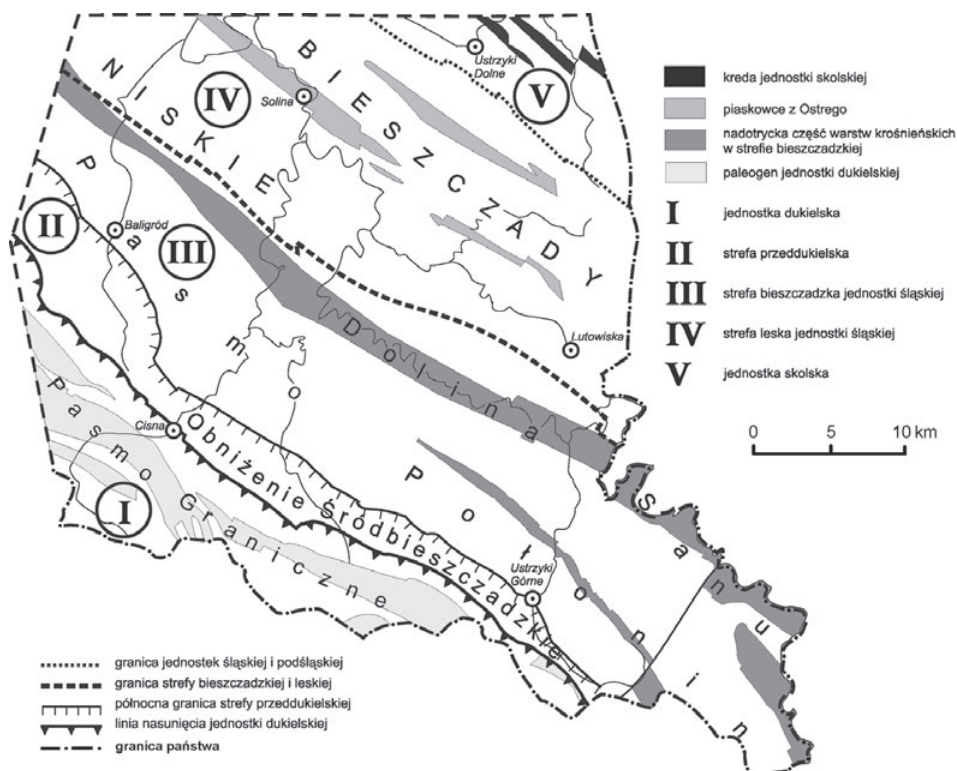 NISKIE BIESZCZADY
Pasmo Połonin
Dolina Sanu
Obniżenie Śródbieszczadzkie
Pasmo Graniczne
Ustrzyki
Dolne
Solina
Baligród
Lutowiska
Cisna
Ustrzyki
Górne
I
II
III
IV
V
kreda jednostki skolskiej
piaskowce z Ostrego
nadotrycka część warstw krośnieńskich
w strefie bieszczadzkiej
paleogen jednostki dukielskiej
I jednostka dukielska
II strefa przeddukielska
III strefa bieszczadzka jednostki śląskiej
IV strefa leska jednostki śląskiej
V jednostka skolska
0 5 10 km
granica jednostek śląskiej i podśląskiej
granica strefy bieszczadzkiej i leskiej
północna granica strefy przeddukielskiej
linia nasunięcia jednostki dukielskiej
granica państwa